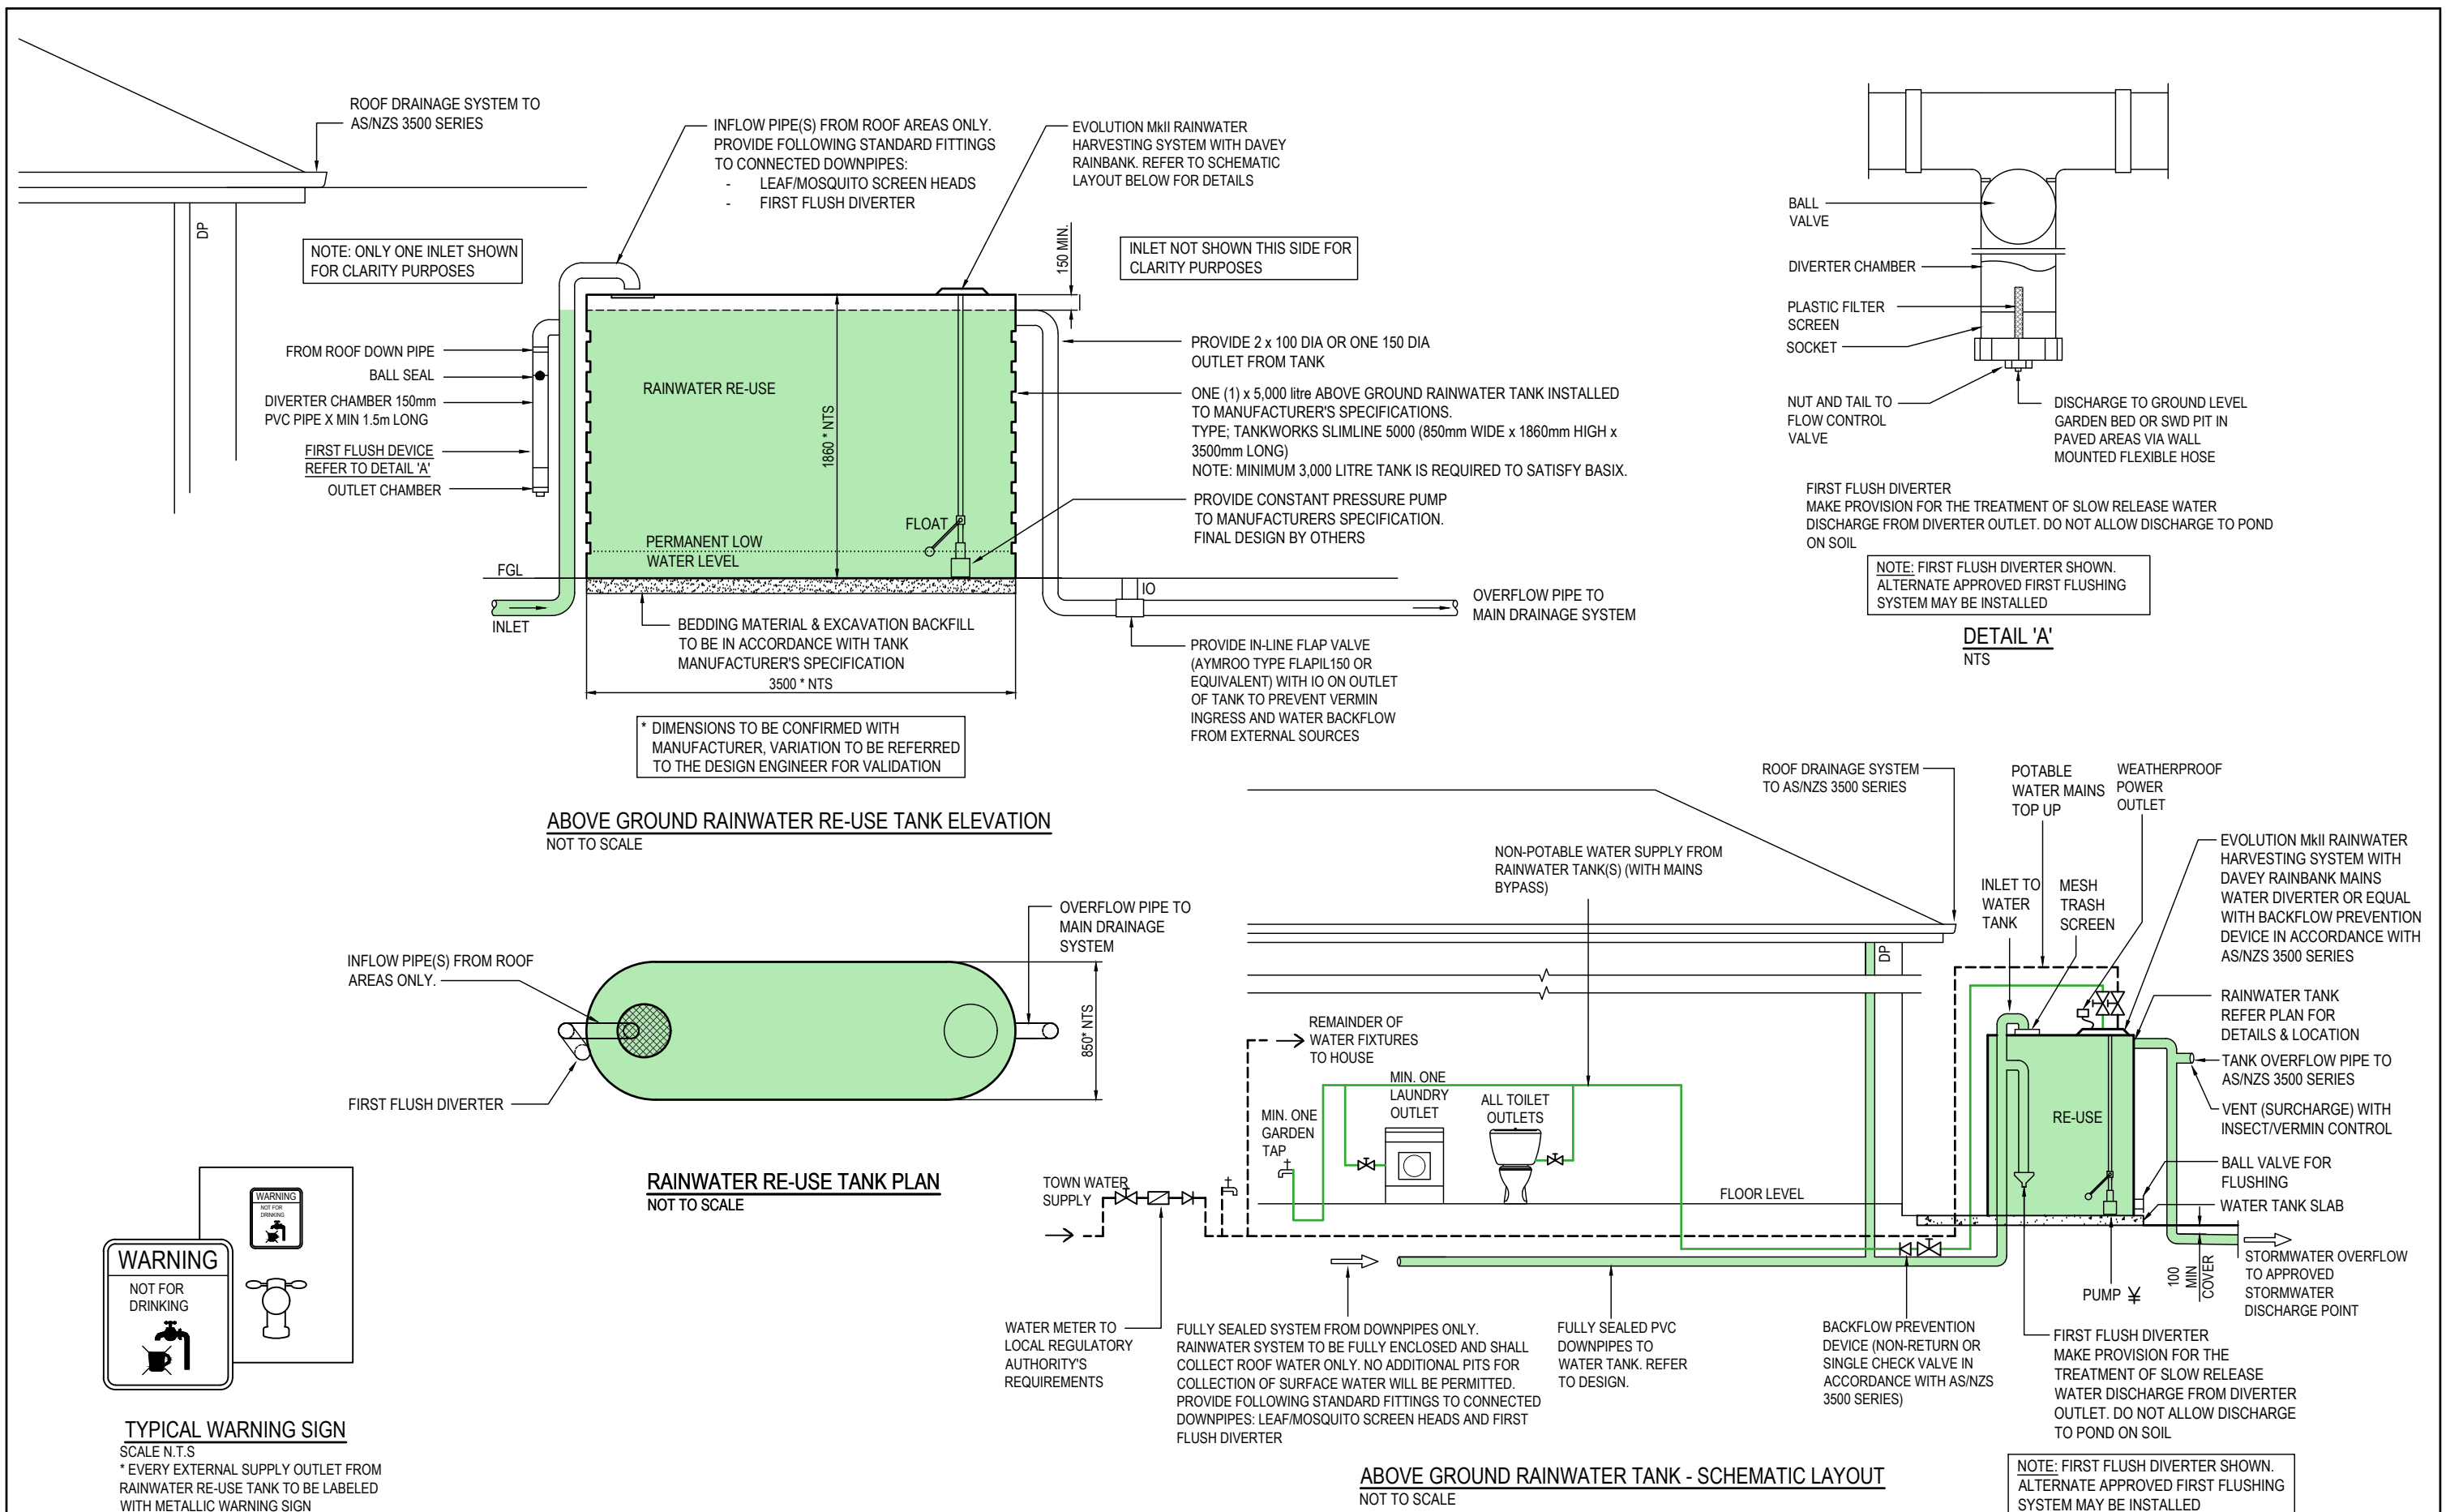 ROOF DRAINAGE SYSTEM TO
AS/NZS 3500 SERIES
DP
NOTE: ONLY ONE INLET SHOWN
FOR CLARITY PURPOSES
INFLOW PIPE(S) FROM ROOF AREAS ONLY.
PROVIDE FOLLOWING STANDARD FITTINGS
TO CONNECTED DOWNPIPES:
- LEAF/MOSQUITO SCREEN HEADS
- FIRST FLUSH DIVERTER
EVOLUTION MkII RAINWATER
HARVESTING SYSTEM WITH DAVEY
RAINBANK. REFER TO SCHEMATIC
LAYOUT BELOW FOR DETAILS
150 MIN.
INLET NOT SHOWN THIS SIDE FOR
CLARITY PURPOSES
FROM ROOF DOWN PIPE
BALL SEAL
DIVERTER CHAMBER 150mm
PVC PIPE X MIN 1.5m LONG
FIRST FLUSH DEVICE
REFER TO DETAIL 'A'
OUTLET CHAMBER
RAINWATER RE-USE
1860 * NTS
FLOAT
PERMANENT LOW
WATER LEVEL
FGL
INLET
PROVIDE 2 x 100 DIA OR ONE 150 DIA
OUTLET FROM TANK
ONE (1) x 5,000 litre ABOVE GROUND RAINWATER TANK INSTALLED
TO MANUFACTURER'S SPECIFICATIONS.
TYPE; TANKWORKS SLIMLINE 5000 (850mm WIDE x 1860mm HIGH x
3500mm LONG)
NOTE: MINIMUM 3,000 LITRE TANK IS REQUIRED TO SATISFY BASIX.
PROVIDE CONSTANT PRESSURE PUMP
TO MANUFACTURERS SPECIFICATION.
FINAL DESIGN BY OTHERS
IO
OVERFLOW PIPE TO
MAIN DRAINAGE SYSTEM
BEDDING MATERIAL & EXCAVATION BACKFILL
TO BE IN ACCORDANCE WITH TANK
MANUFACTURER'S SPECIFICATION
3500 * NTS
PROVIDE IN-LINE FLAP VALVE
(AYMROO TYPE FLAPIL150 OR
EQUIVALENT) WITH IO ON OUTLET
OF TANK TO PREVENT VERMIN
INGRESS AND WATER BACKFLOW
FROM EXTERNAL SOURCES
* DIMENSIONS TO BE CONFIRMED WITH
MANUFACTURER, VARIATION TO BE REFERRED
TO THE DESIGN ENGINEER FOR VALIDATION
ABOVE GROUND RAINWATER RE-USE TANK ELEVATION
NOT TO SCALE
BALL
VALVE
DIVERTER CHAMBER
PLASTIC FILTER
SCREEN
SOCKET
NUT AND TAIL TO
FLOW CONTROL
VALVE
DISCHARGE TO GROUND LEVEL
GARDEN BED OR SWD PIT IN
PAVED AREAS VIA WALL
MOUNTED FLEXIBLE HOSE
FIRST FLUSH DIVERTER
MAKE PROVISION FOR THE TREATMENT OF SLOW RELEASE WATER
DISCHARGE FROM DIVERTER OUTLET. DO NOT ALLOW DISCHARGE TO POND
ON SOIL
NOTE: FIRST FLUSH DIVERTER SHOWN.
ALTERNATE APPROVED FIRST FLUSHING
SYSTEM MAY BE INSTALLED
DETAIL 'A'
NTS
INFLOW PIPE(S) FROM ROOF
AREAS ONLY.
FIRST FLUSH DIVERTER
OVERFLOW PIPE TO
MAIN DRAINAGE
SYSTEM
850* NTS
RAINWATER RE-USE TANK PLAN
NOT TO SCALE
WARNING
NOT FOR
DRINKING
WARNING
NOT FOR
DRINKING
TYPICAL WARNING SIGN
SCALE N.T.S
* EVERY EXTERNAL SUPPLY OUTLET FROM
RAINWATER RE-USE TANK TO BE LABELED
WITH METALLIC WARNING SIGN
ROOF DRAINAGE SYSTEM
TO AS/NZS 3500 SERIES
POTABLE
WATER MAINS
TOP UP
WEATHERPROOF
POWER
OUTLET
NON-POTABLE WATER SUPPLY FROM
RAINWATER TANK(S) (WITH MAINS
BYPASS)
INLET TO
WATER
TANK
MESH
TRASH
SCREEN
EVOLUTION MkII RAINWATER
HARVESTING SYSTEM WITH
DAVEY RAINBANK MAINS
WATER DIVERTER OR EQUAL
WITH BACKFLOW PREVENTION
DEVICE IN ACCORDANCE WITH
AS/NZS 3500 SERIES
DP
RAINWATER TANK
REFER PLAN FOR
DETAILS & LOCATION
TANK OVERFLOW PIPE TO
AS/NZS 3500 SERIES
VENT (SURCHARGE) WITH
INSECT/VERMIN CONTROL
BALL VALVE FOR
FLUSHING
WATER TANK SLAB
REMAINDER OF
WATER FIXTURES
TO HOUSE
MIN. ONE
LAUNDRY
OUTLET
ALL TOILET
OUTLETS
MIN. ONE
GARDEN
TAP
RE-USE
TOWN WATER
SUPPLY
FLOOR LEVEL
100
MIN
COVER
PUMP ¥
STORMWATER OVERFLOW
TO APPROVED
STORMWATER
DISCHARGE POINT
WATER METER TO
LOCAL REGULATORY
AUTHORITY'S
REQUIREMENTS
FULLY SEALED SYSTEM FROM DOWNPIPES ONLY.
RAINWATER SYSTEM TO BE FULLY ENCLOSED AND SHALL
COLLECT ROOF WATER ONLY. NO ADDITIONAL PITS FOR
COLLECTION OF SURFACE WATER WILL BE PERMITTED.
PROVIDE FOLLOWING STANDARD FITTINGS TO CONNECTED
DOWNPIPES: LEAF/MOSQUITO SCREEN HEADS AND FIRST
FLUSH DIVERTER
FULLY SEALED PVC
DOWNPIPES TO
WATER TANK. REFER
TO DESIGN.
BACKFLOW PREVENTION
DEVICE (NON-RETURN OR
SINGLE CHECK VALVE IN
ACCORDANCE WITH AS/NZS
3500 SERIES)
FIRST FLUSH DIVERTER
MAKE PROVISION FOR THE
TREATMENT OF SLOW RELEASE
WATER DISCHARGE FROM DIVERTER
OUTLET. DO NOT ALLOW DISCHARGE
TO POND ON SOIL
NOTE: FIRST FLUSH DIVERTER SHOWN.
ALTERNATE APPROVED FIRST FLUSHING
SYSTEM MAY BE INSTALLED
ABOVE GROUND RAINWATER TANK - SCHEMATIC LAYOUT
NOT TO SCALE